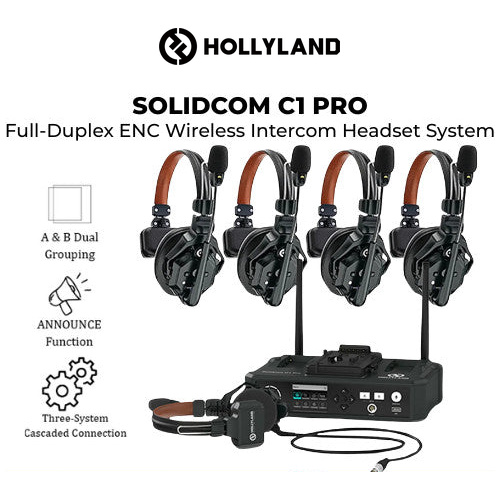 HOLLYLAND
SOLIDCOM C1 PRO
Full-Duplex ENC Wireless Intercom Headset System
A & B Dual
Grouping
ANNOUNCE
Function
Three-System
Cascaded Connection
HOLLYLAND